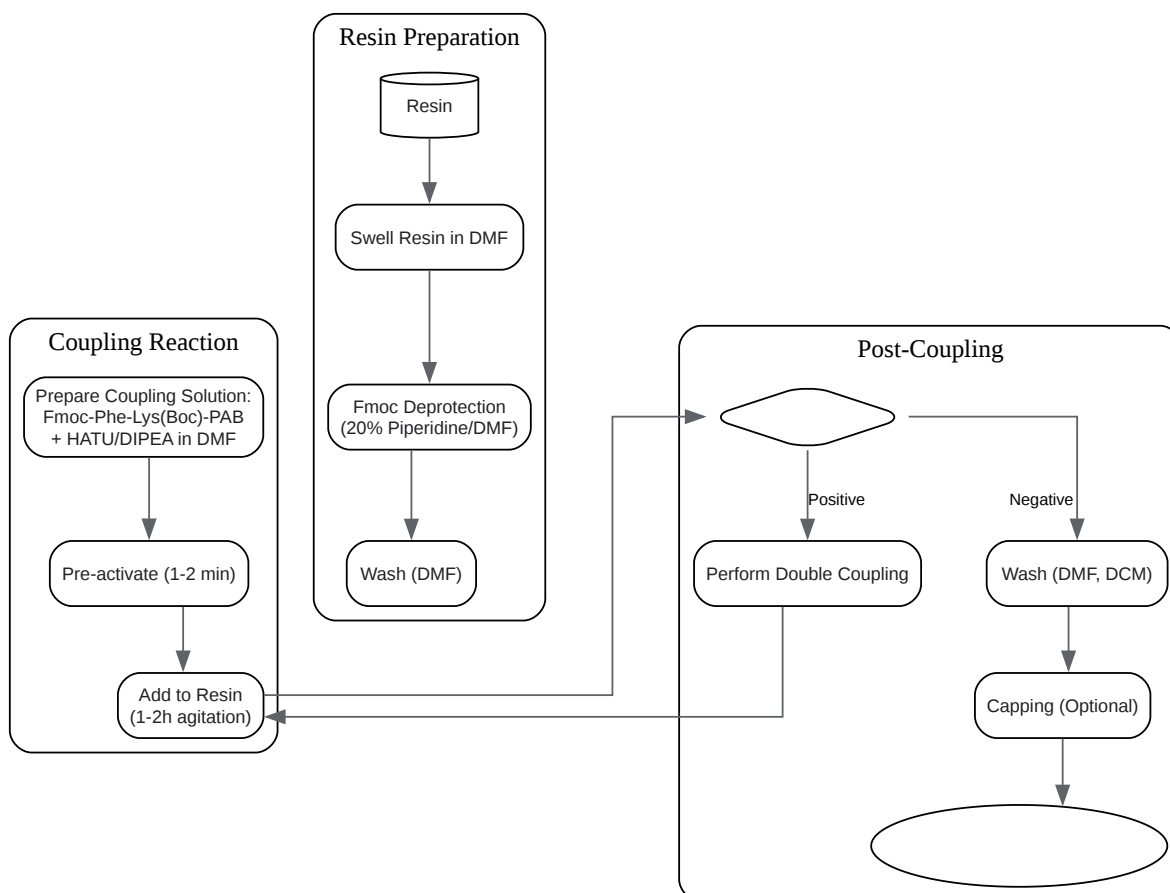 Resin Preparation
Resin
Swell Resin in DMF
Fmoc Deprotection
(20% Piperidine/DMF)
Wash (DMF)
Coupling Reaction
Prepare Coupling Solution:
Fmoc-Phe-Lys(Boc)-PAB
+ HATU/DIPEA in DMF
Pre-activate (1-2 min)
Add to Resin
(1-2h agitation)
Post-Coupling
Positive
Negative
Perform Double Coupling
Wash (DMF, DCM)
Capping (Optional)